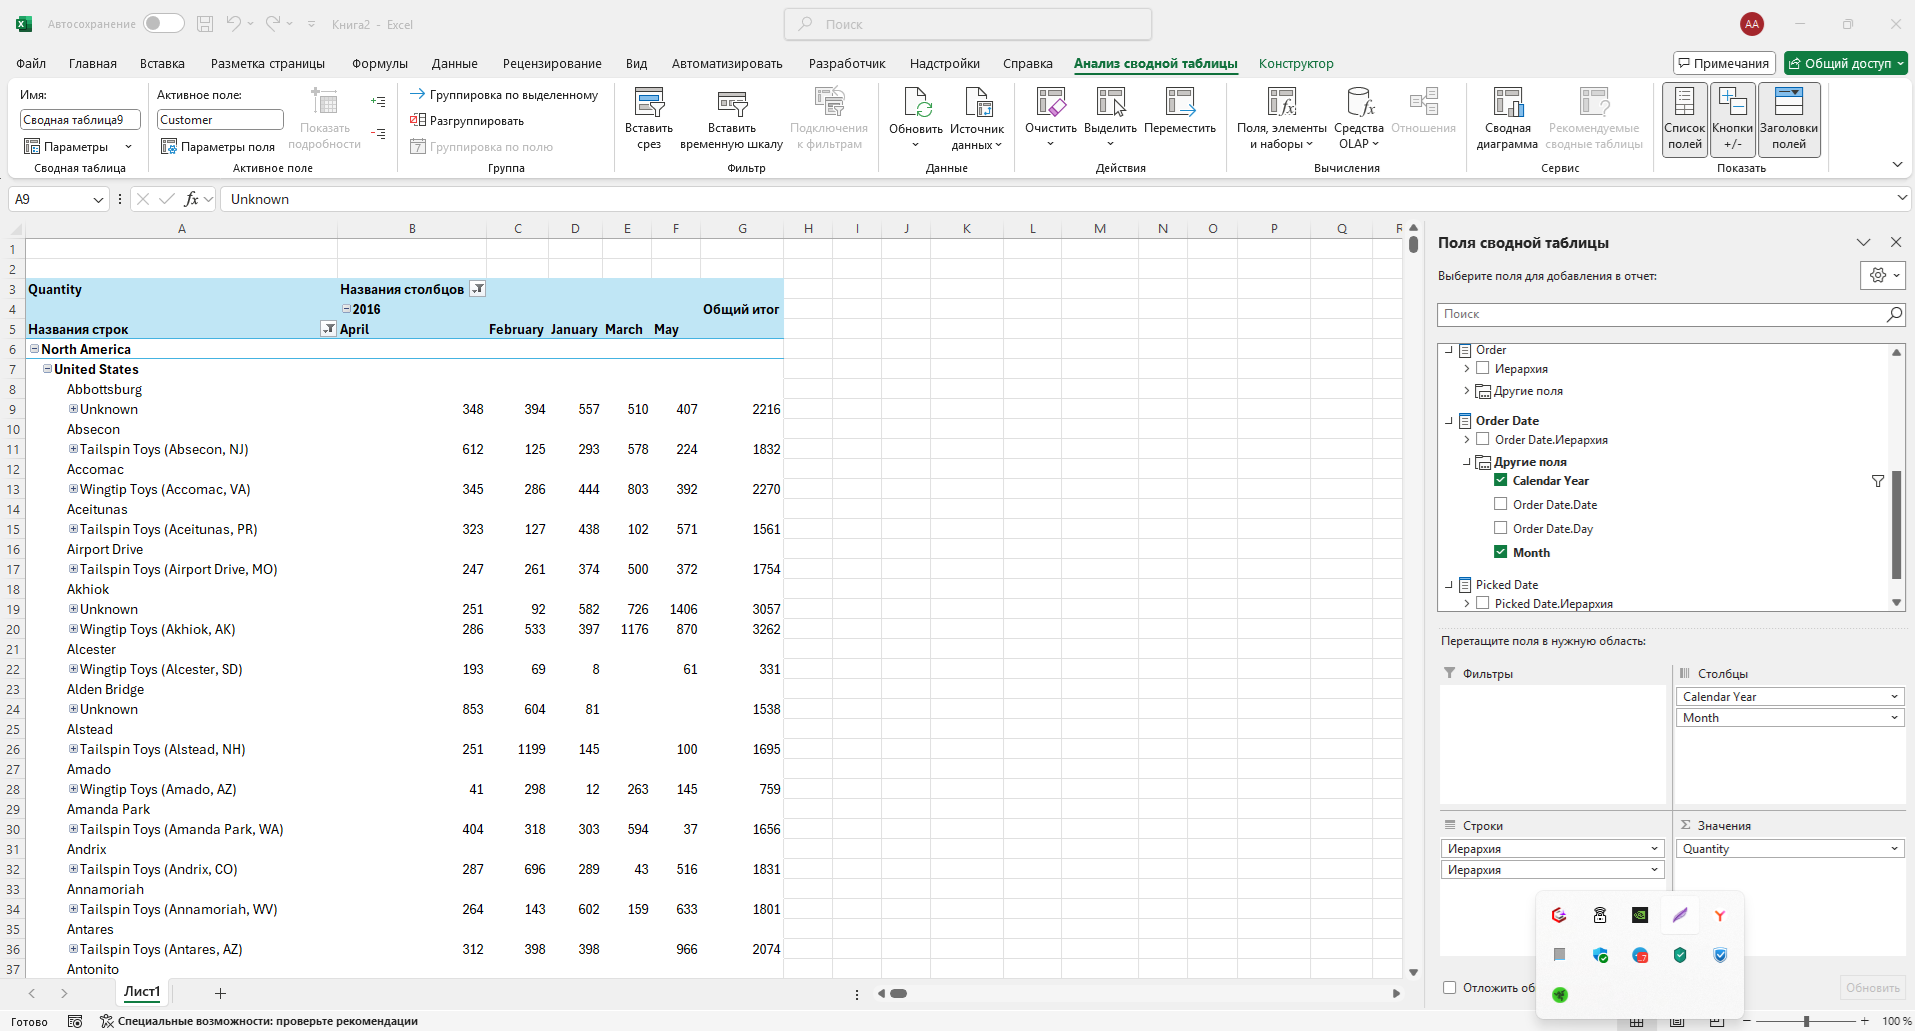 Автосохранение
Книга2 - Excel
Поиск
AA
Файл Главная Вставка Разметка страницы Формулы Данные Рецензирование Вид Автоматизировать Разработчик Надстройки Справка Анализ сводной таблицы Конструктор
Примечания
Общий доступ
Имя:
Сводная таблица9
Параметры
Сводная таблица
Активное поле:
Customer
Параметры поля
Показать подробности
Активное поле
Группировка по выделенному
Разгруппировать
Группировка по полю
Группа
Вставить срез
Вставить временную шкалу
Подключения к фильтрам
Фильтр
Обновить
Источник данных
Данные
Очистить
Выделить
Переместить
Действия
Поля, элементы и наборы
Средства OLAP
Отношения
Вычисления
Сводная диаграмма
Рекомендуемые сводные таблицы
Сервис
Список полей
Кнопки +/-
Заголовки полей
Показать
A9
fx
Unknown
A B C D E F G H I J K L M N O P Q R
1
2
3 Quantity Названия столбцов
4 2016 Общий итог
5 Названия строк April February January March May
6 North America
7 United States
8 Abbottsburg
9 Unknown 348 394 557 510 407 2216
10 Absecon
11 Tailspin Toys (Absecon, NJ) 612 125 293 578 224 1832
12 Accomac
13 Wingtip Toys (Accomac, VA) 345 286 444 803 392 2270
14 Aceitunas
15 Tailspin Toys (Aceitunas, PR) 323 127 438 102 571 1561
16 Airport Drive
17 Tailspin Toys (Airport Drive, MO) 247 261 374 500 372 1754
18 Akhiok
19 Unknown 251 92 582 726 1406 3057
20 Wingtip Toys (Akhiok, AK) 286 533 397 1176 870 3262
21 Alcester
22 Wingtip Toys (Alcester, SD) 193 69 8 61 331
23 Alden Bridge
24 Unknown 853 604 81 1538
25 Alstead
26 Tailspin Toys (Alstead, NH) 251 1199 145 100 1695
27 Amado
28 Wingtip Toys (Amado, AZ) 41 298 12 263 145 759
29 Amanda Park
30 Tailspin Toys (Amanda Park, WA) 404 318 303 594 37 1656
31 Andrix
32 Tailspin Toys (Andrix, CO) 287 696 289 43 516 1831
33 Annamoriah
34 Tailspin Toys (Annamoriah, WV) 264 143 602 159 633 1801
35 Antares
36 Tailspin Toys (Antares, AZ) 312 398 398 966 2074
37 Antonito
Поля сводной таблицы
Выберите поля для добавления в отчет:
Поиск
Order
Иерархия
Другие поля
Order Date
Order Date.Иерархия
Другие поля
Calendar Year
Order Date.Date
Order Date.Day
Month
Picked Date
Picked Date.Иерархия
Перетащите поля в нужную область:
Фильтры
Столбцы
Calendar Year
Month
Строки
Иерархия
Иерархия
Значения
Quantity
Отложить об
Обновить
Лист1
Готово
Специальные возможности: проверьте рекомендации
100 %